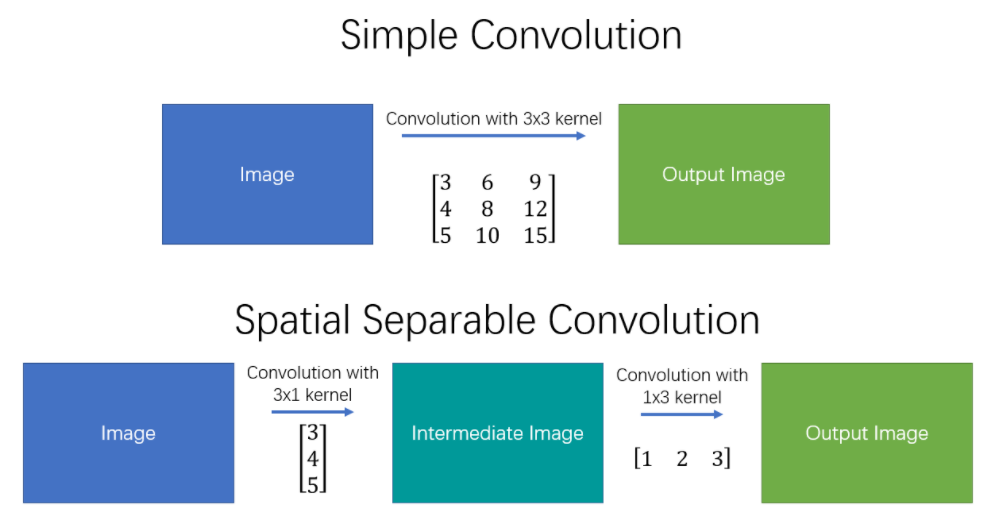 Simple Convolution
Image
Convolution with 3x3 kernel
3 6 9
4 8 12
5 10 15
Output Image
Spatial Separable Convolution
Image
Convolution with
3x1 kernel
3
4
5
Intermediate Image
Convolution with
1x3 kernel
[1 2 3]
Output Image